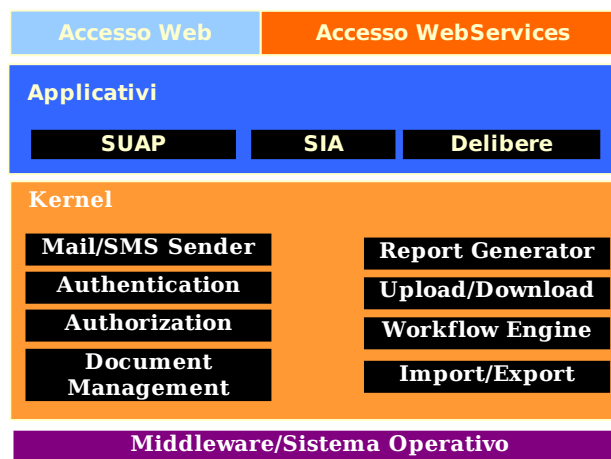 Accesso Web
Accesso WebServices
Applicativi
SUAP
SIA
Delibere
Kernel
Mail/SMS Sender
Authentication
Authorization
Document
Management
Report Generator
Upload/Download
Workflow Engine
Import/Export
Middleware/Sistema Operativo